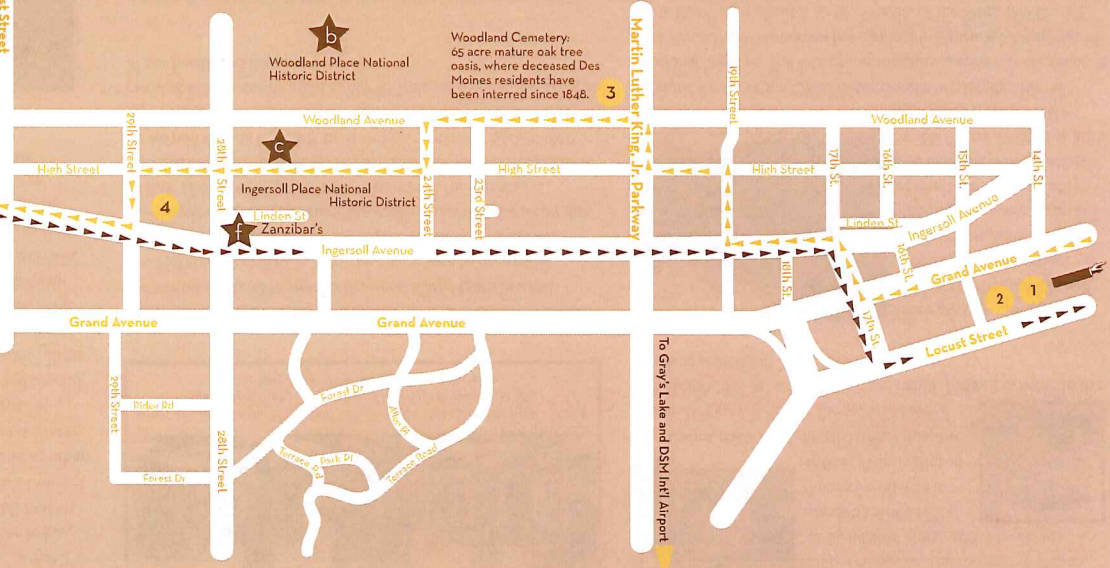 st Street
b
Woodland Place National
Historic District
Woodland Cemetery:
65 acre mature oak tree
oasis, where deceased Des
Moines residents have
been interred since 1848.
3
Martin Luther King, Jr. Parkway
19th Street
29th Street
28th Street
Woodland Avenue
Woodland Avenue
c
High Street
High Street
High Street
17th St.
16th St.
15th St.
14th St.
Ingersoll Place National
Historic District
24th Street
23rd Street
4
Linden St
f
Zanzibar's
Linden St.
Ingersoll Avenue
Ingersoll Avenue
16th St.
18th St.
Grand Avenue
2
1
17th St.
Locust Street
Grand Avenue
Grand Avenue
To Gray's Lake and DSM Int'l Airport
29th Street
Rider Rd
Forest Dr
28th Street
Forest Dr
Allen Pl
Terrace Rd
Park Pl
Terrace Road